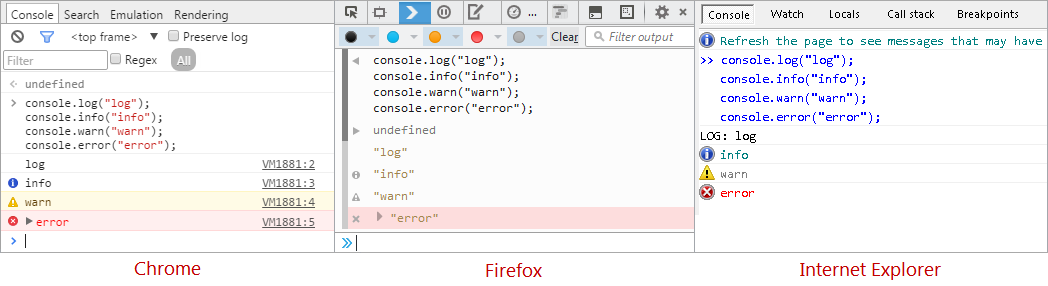 Console Search Emulation Rendering
<top frame> Preserve log
Filter Regex All
undefined
console.log("log");
console.info("info");
console.warn("warn");
console.error("error");
log VM1881:2
info VM1881:3
warn VM1881:4
error VM1881:5
Chrome
...
Clear Filter output
console.log("log");
console.info("info");
console.warn("warn");
console.error("error");
undefined
"log"
"info"
"warn"
"error"
Firefox
Console Watch Locals Call stack Breakpoints
Refresh the page to see messages that may have
>> console.log("log");
console.info("info");
console.warn("warn");
console.error("error");
LOG: log
info
warn
error
Internet Explorer